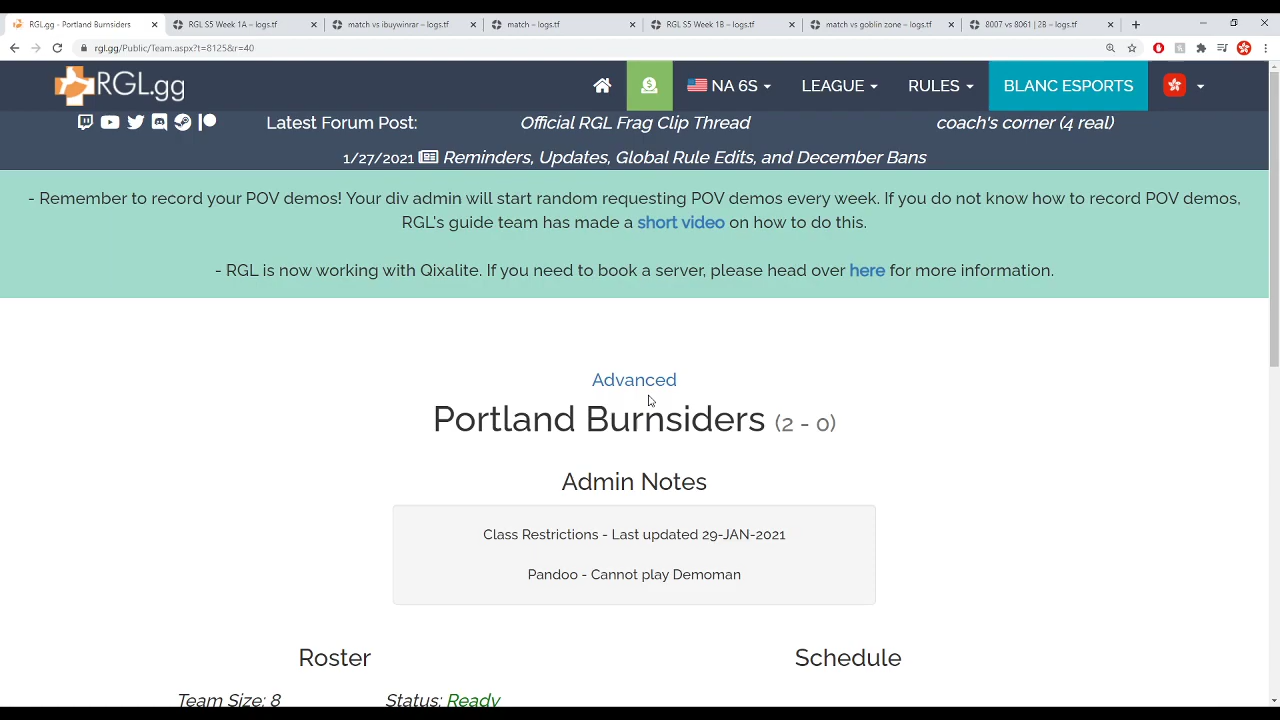 RGL.gg - Portland Burnsiders
RGL S5 Week 1A – logs.tf
match vs ibuywinrar – logs.tf
match – logs.tf
RGL S5 Week 1B – logs.tf
match vs goblin zone – logs.tf
8007 vs 8061 | 2B – logs.tf
rgl.gg/Public/Team.aspx?t=8125&r=40
RGL.gg
NA 6S
LEAGUE
RULES
BLANC ESPORTS
Latest Forum Post:
Official RGL Frag Clip Thread
coach's corner (4 real)
1/27/2021 Reminders, Updates, Global Rule Edits, and December Bans
- Remember to record your POV demos! Your div admin will start random requesting POV demos every week. If you do not know how to record POV demos,
RGL's guide team has made a short video on how to do this.
- RGL is now working with Qixalite. If you need to book a server, please head over here for more information.
Advanced
Portland Burnsiders (2 - 0)
Admin Notes
Class Restrictions - Last updated 29-JAN-2021
Pandoo - Cannot play Demoman
Roster
Schedule
Team Size: 8
Status: Ready